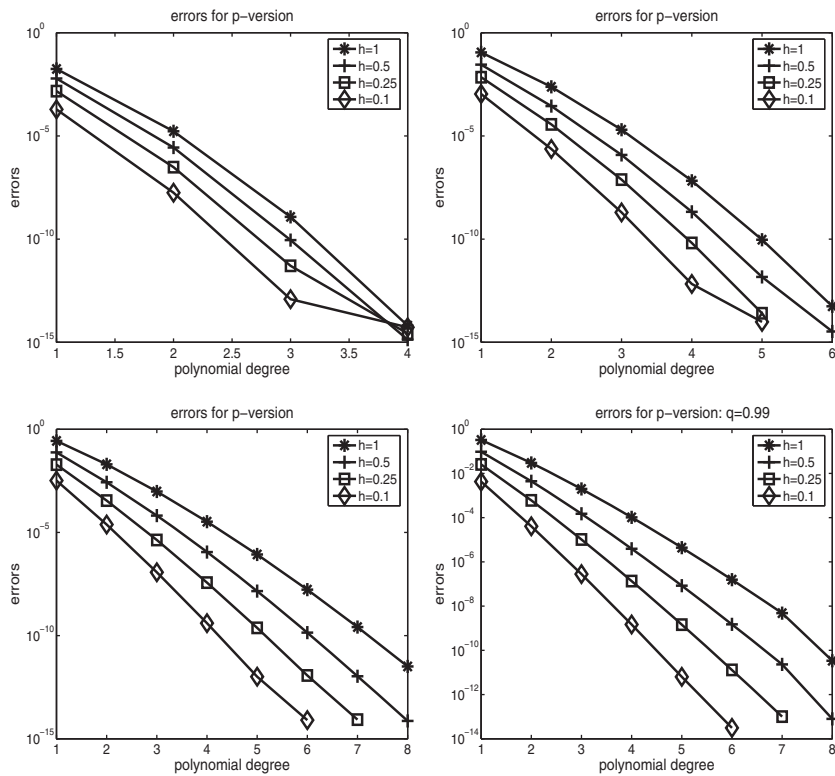 errors for p−version
10^0
10^−5
10^−10
10^−15
errors
1 1.5 2 2.5 3 3.5 4
polynomial degree
h=1
h=0.5
h=0.25
h=0.1
errors for p−version
10^0
10^−5
10^−10
10^−15
errors
1 2 3 4 5 6
polynomial degree
h=1
h=0.5
h=0.25
h=0.1
errors for p−version
10^0
10^−5
10^−10
10^−15
errors
1 2 3 4 5 6 7 8
polynomial degree
h=1
h=0.5
h=0.25
h=0.1
errors for p−version: q=0.99
10^0
10^−2
10^−4
10^−6
10^−8
10^−10
10^−12
10^−14
errors
1 2 3 4 5 6 7 8
polynomial degree
h=1
h=0.5
h=0.25
h=0.1